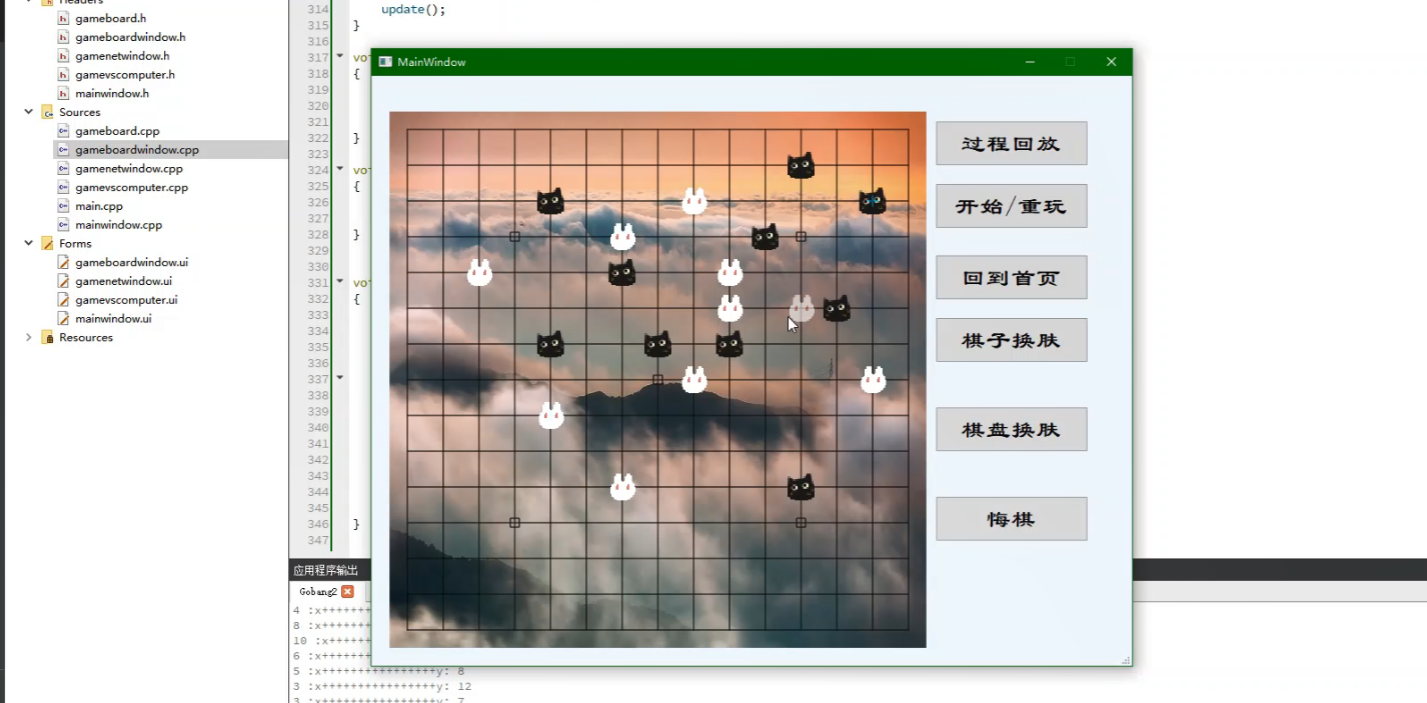 Headers
gameboard.h
gameboardwindow.h
gamenetwindow.h
gamevscomputer.h
mainwindow.h
Sources
gameboard.cpp
gameboardwindow.cpp
gamenetwindow.cpp
gamevscomputer.cpp
main.cpp
mainwindow.cpp
Forms
gameboardwindow.ui
gamenetwindow.ui
gamevscomputer.ui
mainwindow.ui
Resources
314 update();
315 }
316
317
318 {
319
320
321
322 }
323
324
325 {
326
327
328 }
329
330
331
332 {
333
334
335
336
337
338
339
340
341
342
343
344
345
346 }
347
MainWindow
过程回放
开始/重玩
回到首页
棋子换肤
棋盘换肤
悔棋
应用程序输出
Gobang2
4 :x+++++++
8 :x+++++++
10 :x++++++
6 :x+++++++
5 :x++++++++++++++++y: 8
3 :x++++++++++++++++y: 12
3 :x++++++++++++++++y: 7